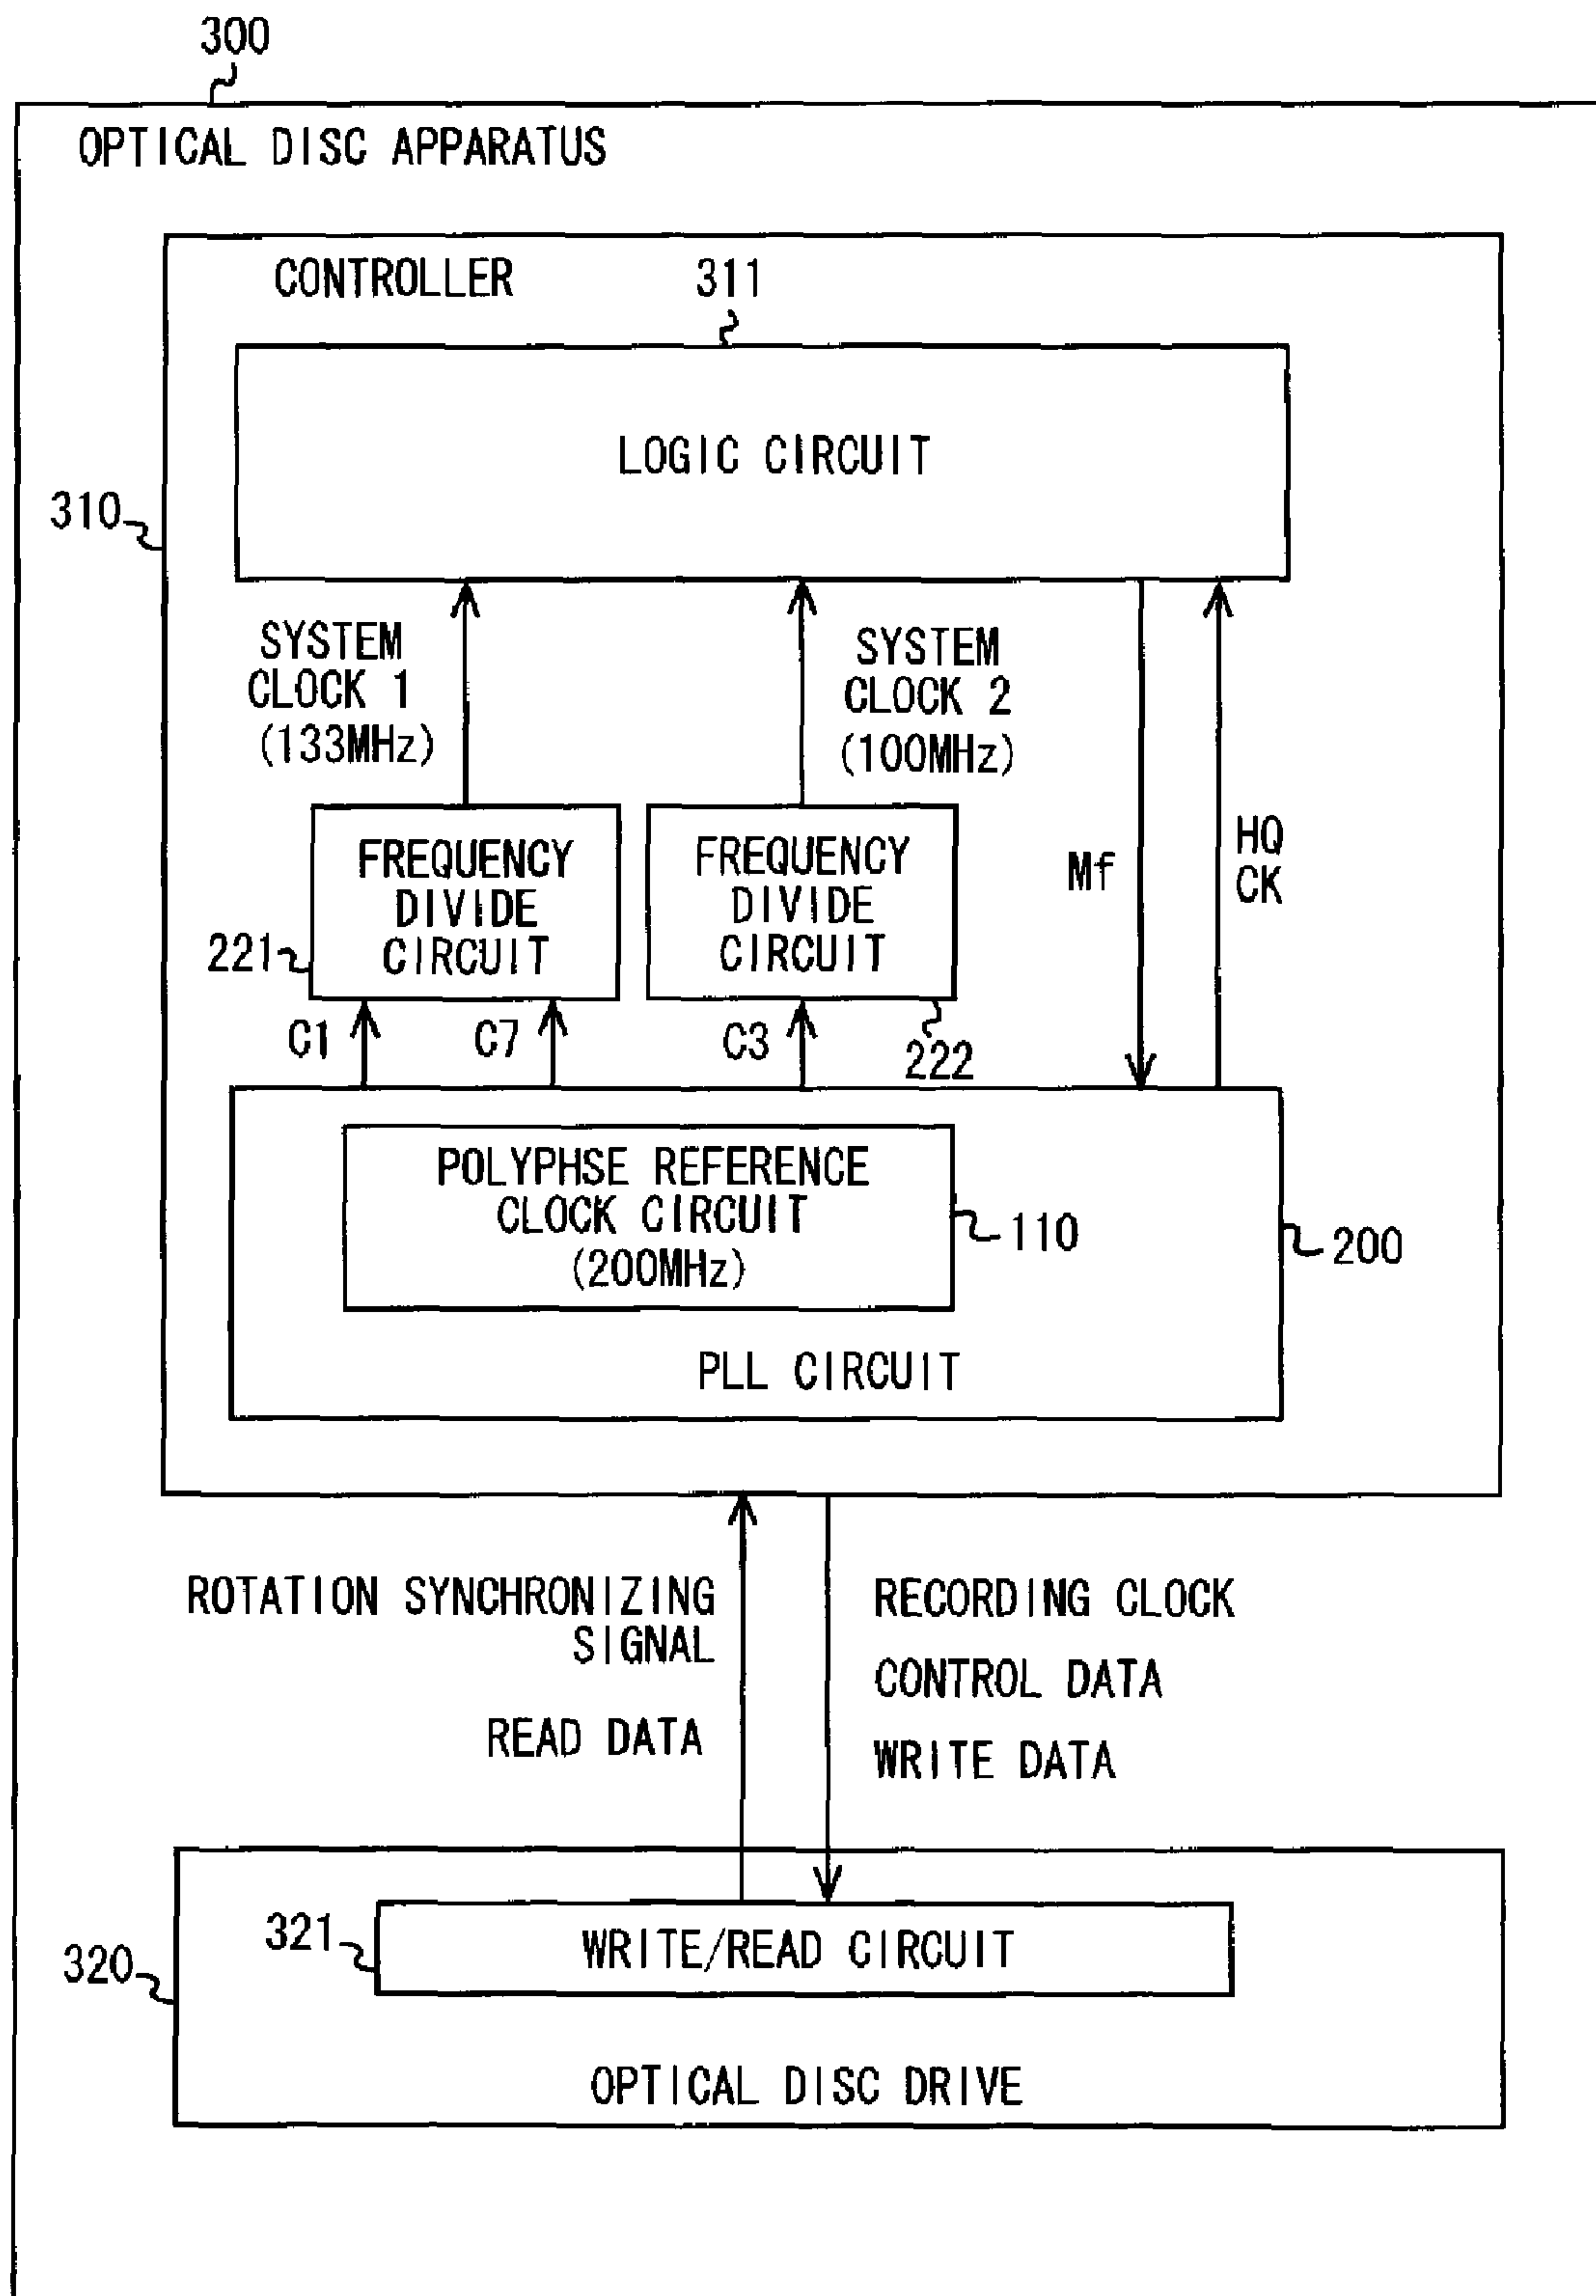 300
OPTICAL DISC APPARATUS
CONTROLLER
311
LOGIC CIRCUIT
310
SYSTEM
CLOCK 1
(133MHz)
SYSTEM
CLOCK 2
(100MHz)
Mf
HQ
CK
FREQUENCY
DIVIDE
CIRCUIT
221
FREQUENCY
DIVIDE
CIRCUIT
222
C1
C7
C3
POLYPHSE REFERENCE
CLOCK CIRCUIT
(200MHz)
110
200
PLL CIRCUIT
ROTATION SYNCHRONIZING
SIGNAL
READ DATA
RECORDING CLOCK
CONTROL DATA
WRITE DATA
321
WRITE/READ CIRCUIT
320
OPTICAL DISC DRIVE